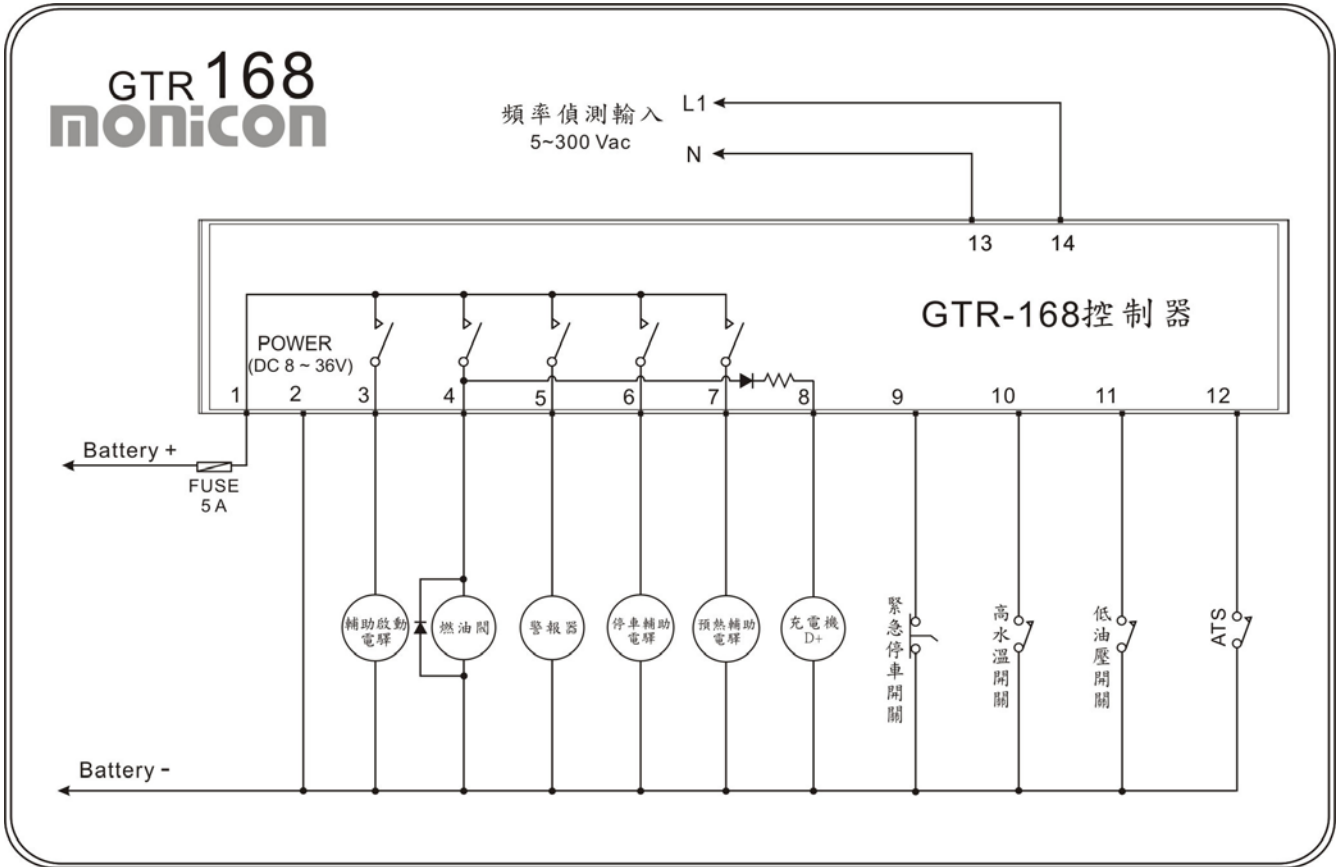 GTR 168
monicon
頻率偵測輸入
5~300 Vac
L1
N
13
14
GTR-168控制器
POWER
(DC 8 ~ 36V)
1
2
3
4
5
6
7
8
9
10
11
12
Battery +
FUSE
5 A
輔助啟動
電驛
燃油閥
警報器
停車輔助
電驛
預熱輔助
電驛
充電機
D+
緊急停車開關
高水溫開關
低油壓開關
ATS
Battery -